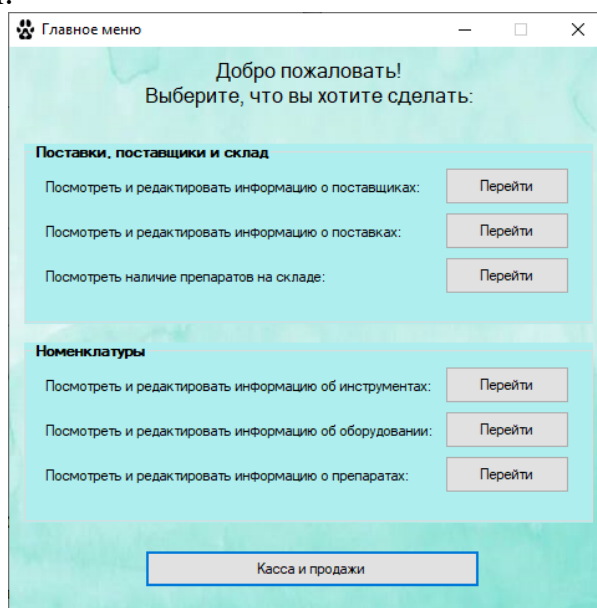 Главное меню
Добро пожаловать!
Выберите, что вы хотите сделать:
Поставки, поставщики и склад
Посмотреть и редактировать информацию о поставщиках: Перейти
Посмотреть и редактировать информацию о поставках: Перейти
Посмотреть наличие препаратов на складе: Перейти
Номенклатуры
Посмотреть и редактировать информацию об инструментах: Перейти
Посмотреть и редактировать информацию об оборудовании: Перейти
Посмотреть и редактировать информацию о препаратах: Перейти
Касса и продажи